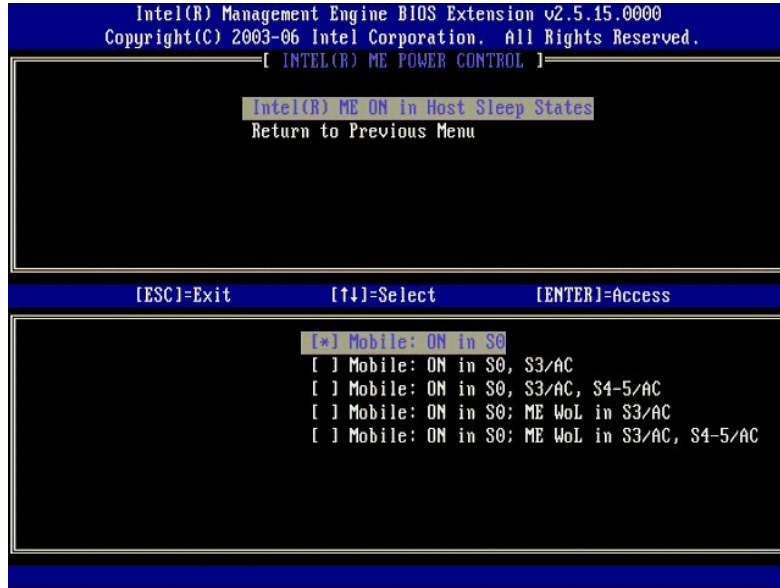 Intel(R) Management Engine BIOS Extension v2.5.15.0000
Copyright(C) 2003-06 Intel Corporation. All Rights Reserved.
[ INTEL(R) ME POWER CONTROL ]
Intel(R) ME ON in Host Sleep States
Return to Previous Menu
[ESC]=Exit [↑↓]=Select [ENTER]=Access
[*] Mobile: ON in S0
[ ] Mobile: ON in S0, S3/AC
[ ] Mobile: ON in S0, S3/AC, S4-5/AC
[ ] Mobile: ON in S0; ME WoL in S3/AC
[ ] Mobile: ON in S0; ME WoL in S3/AC, S4-5/AC